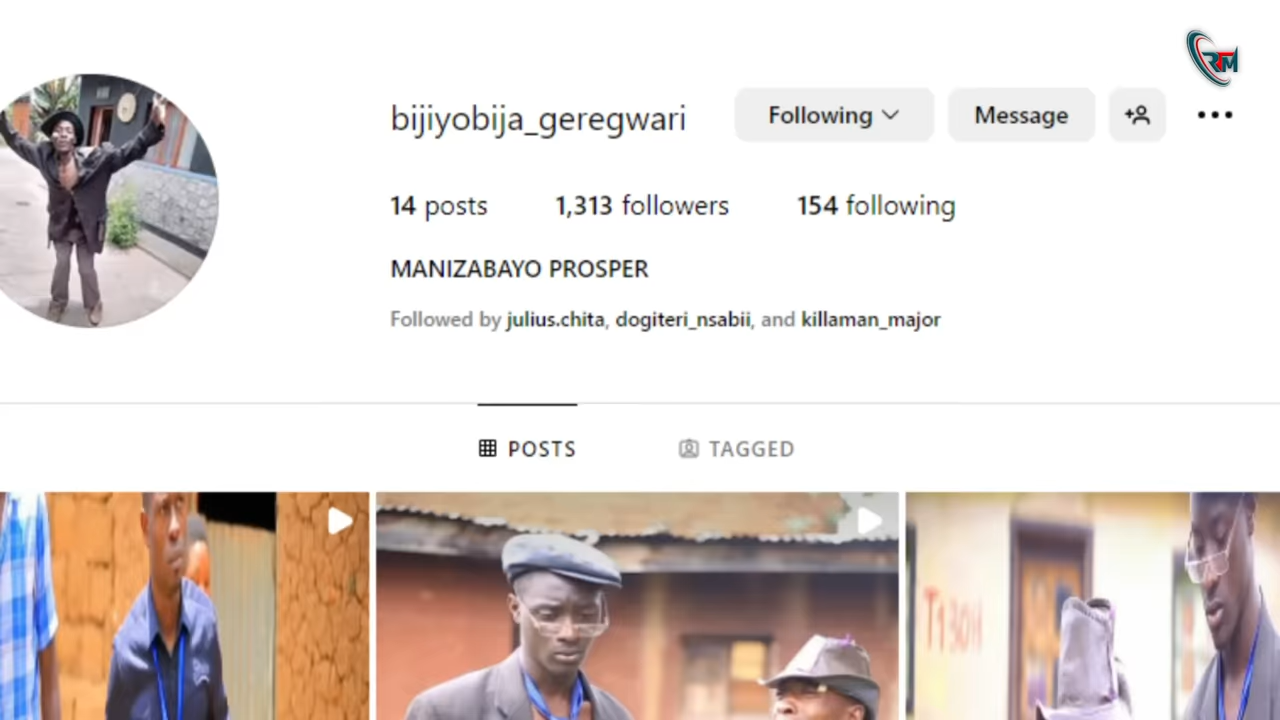 RTM
bijiyobija_geregwari
Following
Message
14 posts
1,313 followers
154 following
MANIZABAYO PROSPER
Followed by julius.chita, dogiteri_nsabii, and killaman_major
POSTS
TAGGED